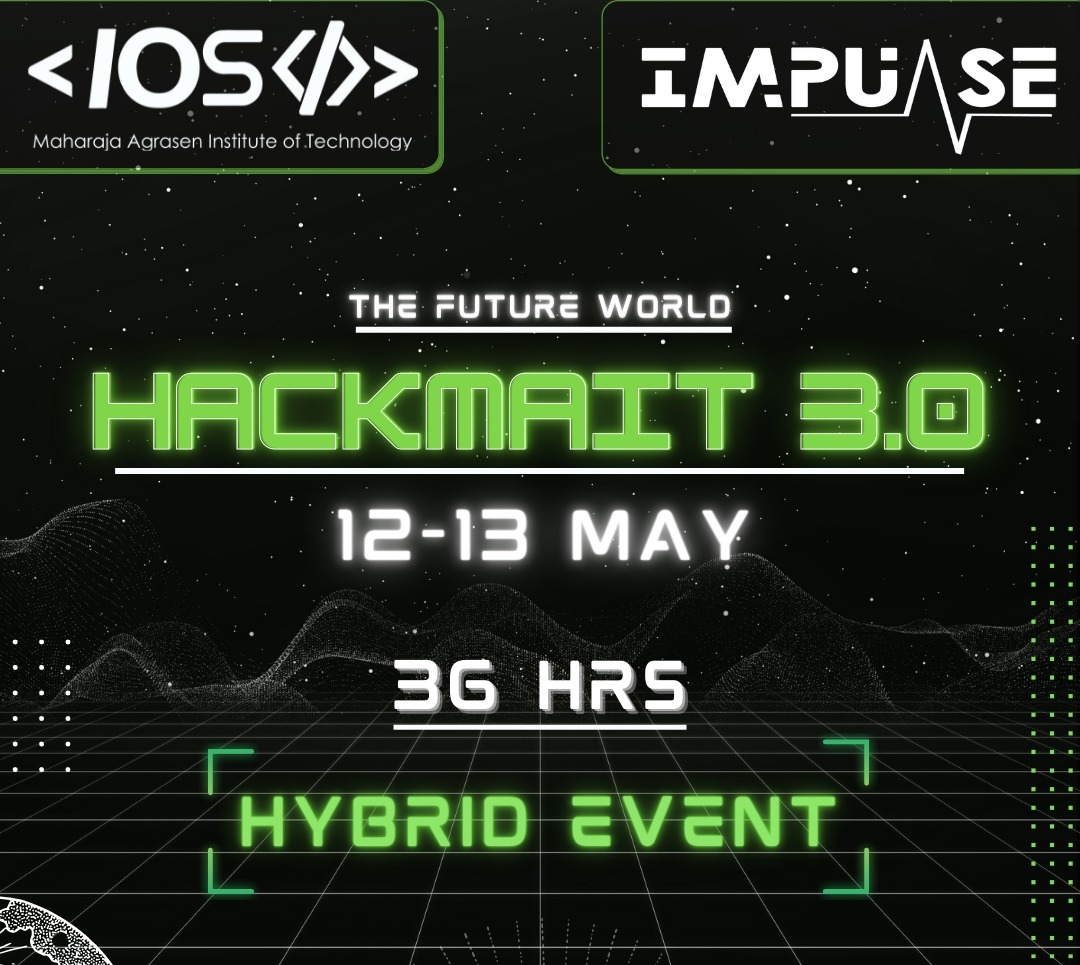 <IOS</>>
Maharaja Agrasen Institute of Technology
IMPULSE
THE FUTURE WORLD
HACKMAIT 3.0
12-13 MAY
36 HRS
HYBRID EVENT